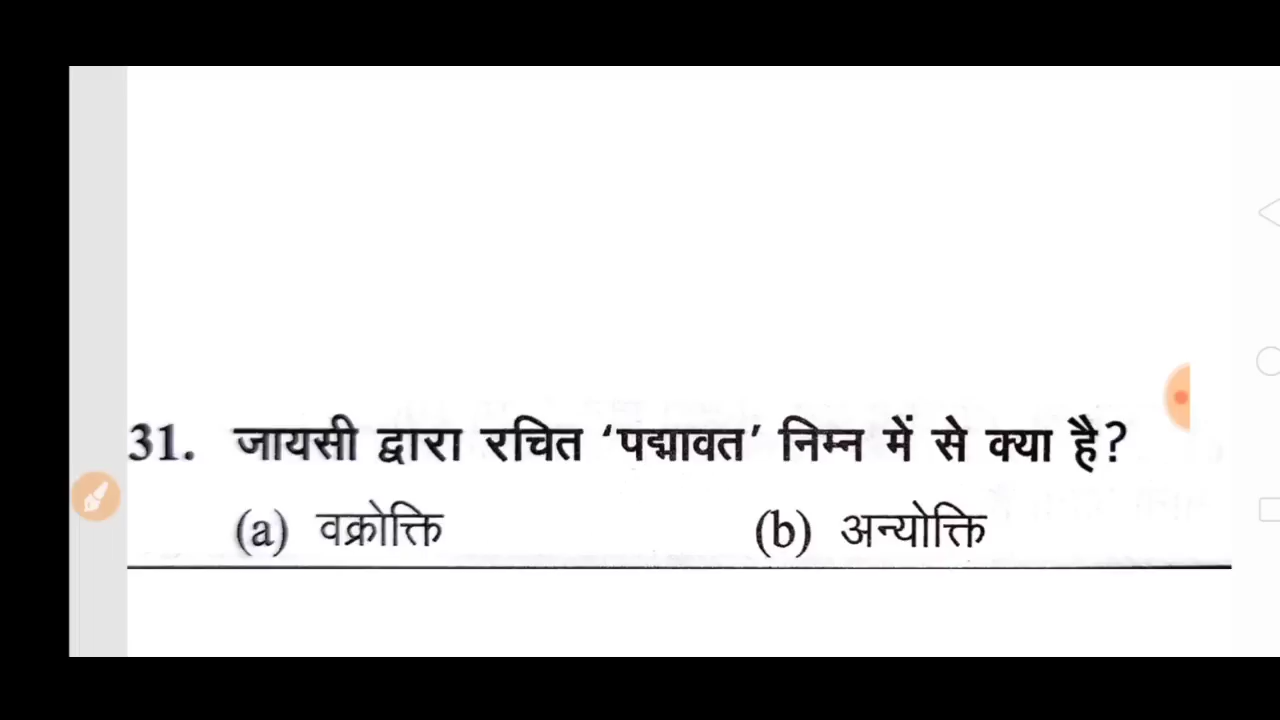 31. जायसी द्वारा रचित ‘पद्मावत’ निम्न में से क्या है?
(a) वक्रोक्ति (b) अन्योक्ति